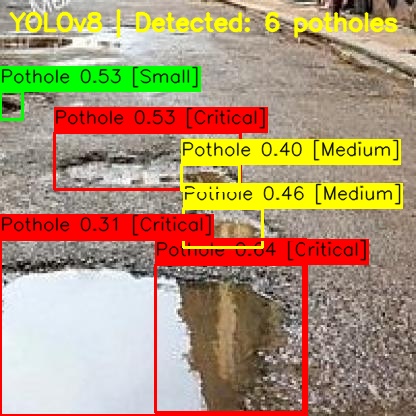 YOLOv8 | Detected: 6 potholes
Pothole 0.53 [Small]
Pothole 0.53 [Critical]
Pothole 0.40 [Medium]
Pothole 0.46 [Medium]
Pothole 0.31 [Critical]
Pothole 0.64 [Critical]